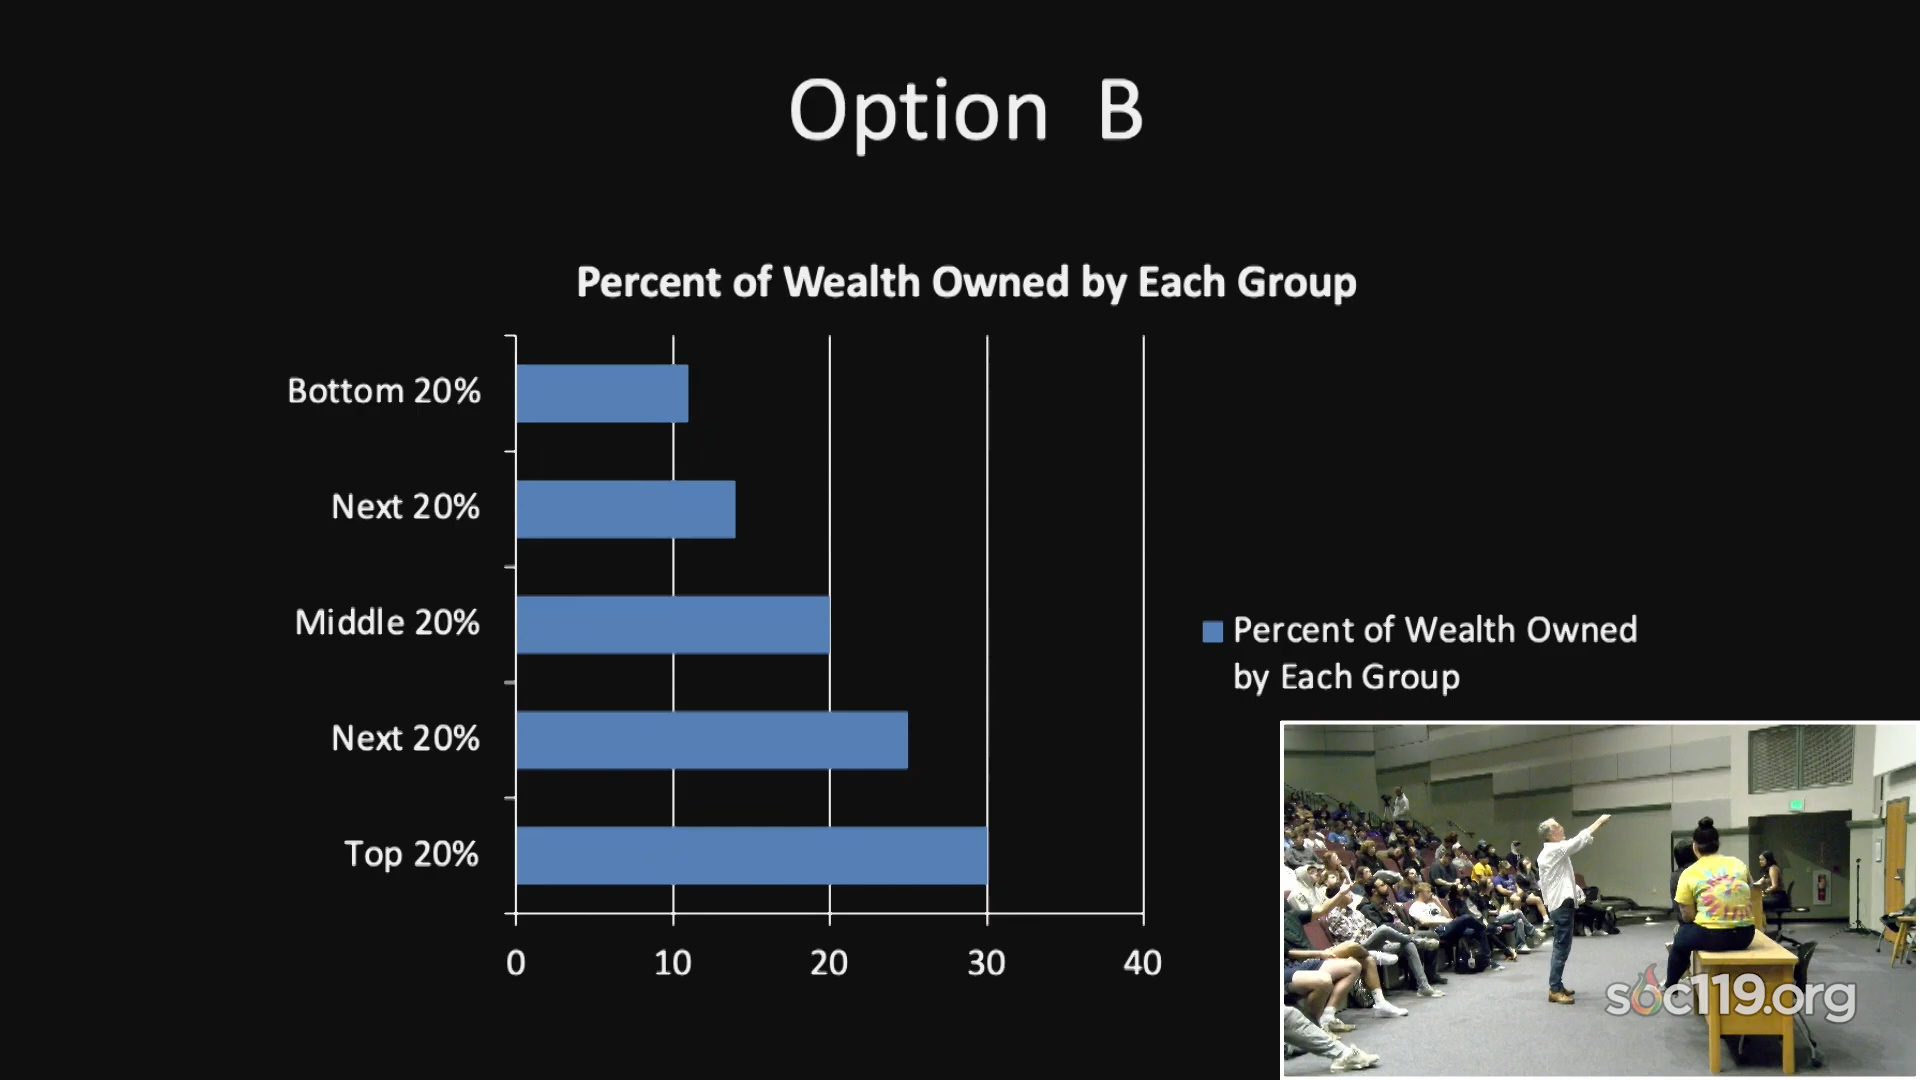 Option B
Percent of Wealth Owned by Each Group
Bottom 20%
Next 20%
Middle 20%
Next 20%
Top 20%
0 10 20 30 40
Percent of Wealth Owned
by Each Group
soc119.org